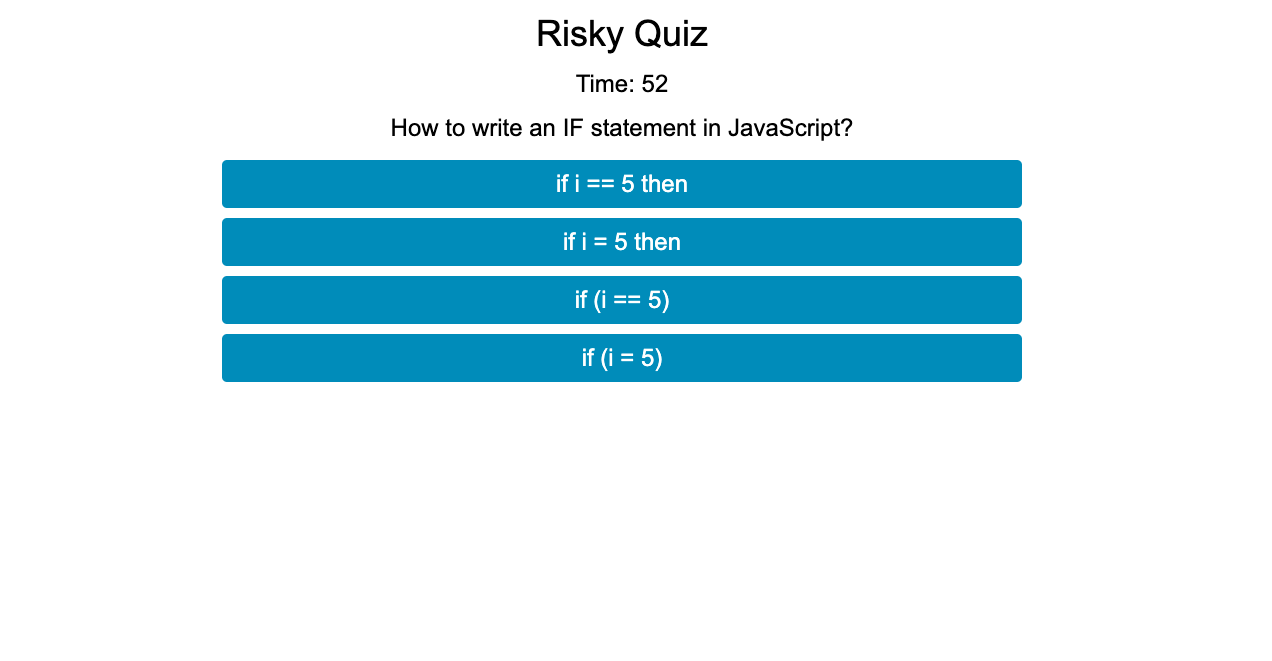 Risky Quiz
Time: 52
How to write an IF statement in JavaScript?
if i == 5 then
if i = 5 then
if (i == 5)
if (i = 5)